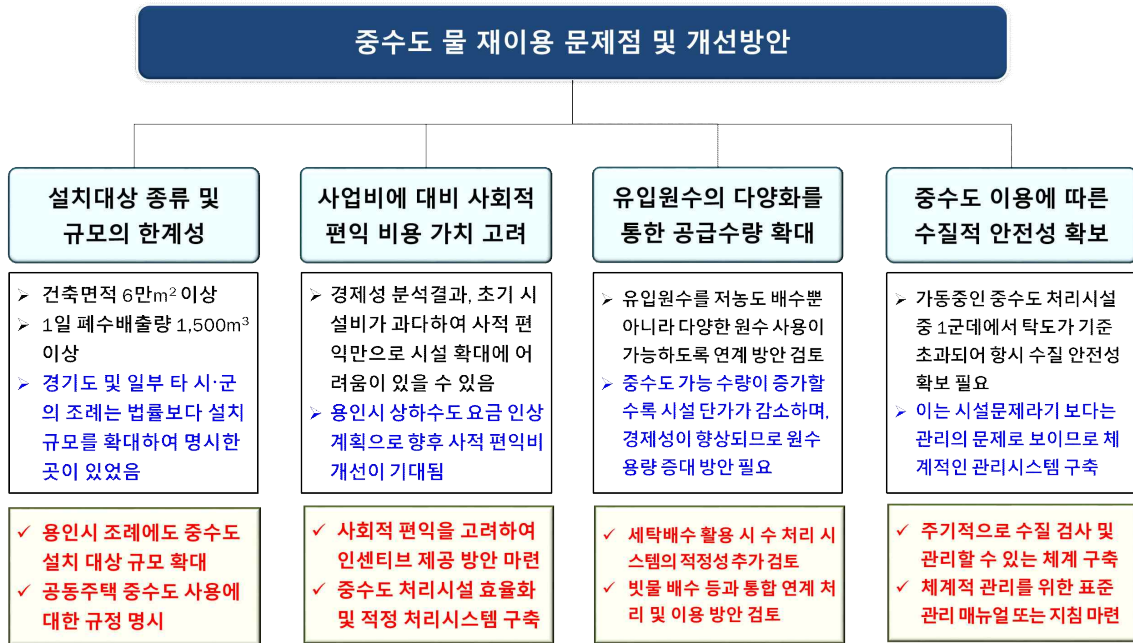 중수도 물 재이용 문제점 및 개선방안
설치대상 종류 및
규모의 한계성
➢ 건축면적 6만m² 이상
➢ 1일 폐수배출량 1,500m³
이상
➢ 경기도 및 일부 타 시·군
의 조례는 법률보다 설치
규모를 확대하여 명시한
곳이 있었음
✓ 용인시 조례에도 중수도
설치 대상 규모 확대
✓ 공동주택 중수도 사용에
대한 규정 명시
사업비에 대비 사회적
편익 비용 가치 고려
➢ 경제성 분석결과, 초기 시
설비가 과다하여 사적 편
익만으로 시설 확대에 어
려움이 있을 수 있음
➢ 용인시 상하수도 요금 인상
계획으로 향후 사적 편익비
개선이 기대됨
✓ 사회적 편익을 고려하여
인센티브 제공 방안 마련
✓ 중수도 처리시설 효율화
및 적정 처리시스템 구축
유입원수의 다양화를
통한 공급수량 확대
➢ 유입원수를 저농도 배수뿐
아니라 다양한 원수 사용이
가능하도록 연계 방안 검토
➢ 중수도 가능 수량이 증가할
수록 시설 단가가 감소하며,
경제성이 향상되므로 원수
용량 증대 방안 필요
✓ 세탁배수 활용 시 수 처리 시
스템의 적정성 추가 검토
✓ 빗물 배수 등과 통합 연계 처
리 및 이용 방안 검토
중수도 이용에 따른
수질적 안전성 확보
➢ 가동중인 중수도 처리시설
중 1군데에서 탁도가 기준
초과되어 항시 수질 안전성
확보 필요
➢ 이는 시설문제라기 보다는
관리의 문제로 보이므로 체
계적인 관리시스템 구축
✓ 주기적으로 수질 검사 및
관리할 수 있는 체계 구축
✓ 체계적 관리를 위한 표준
관리 매뉴얼 또는 지침 마련